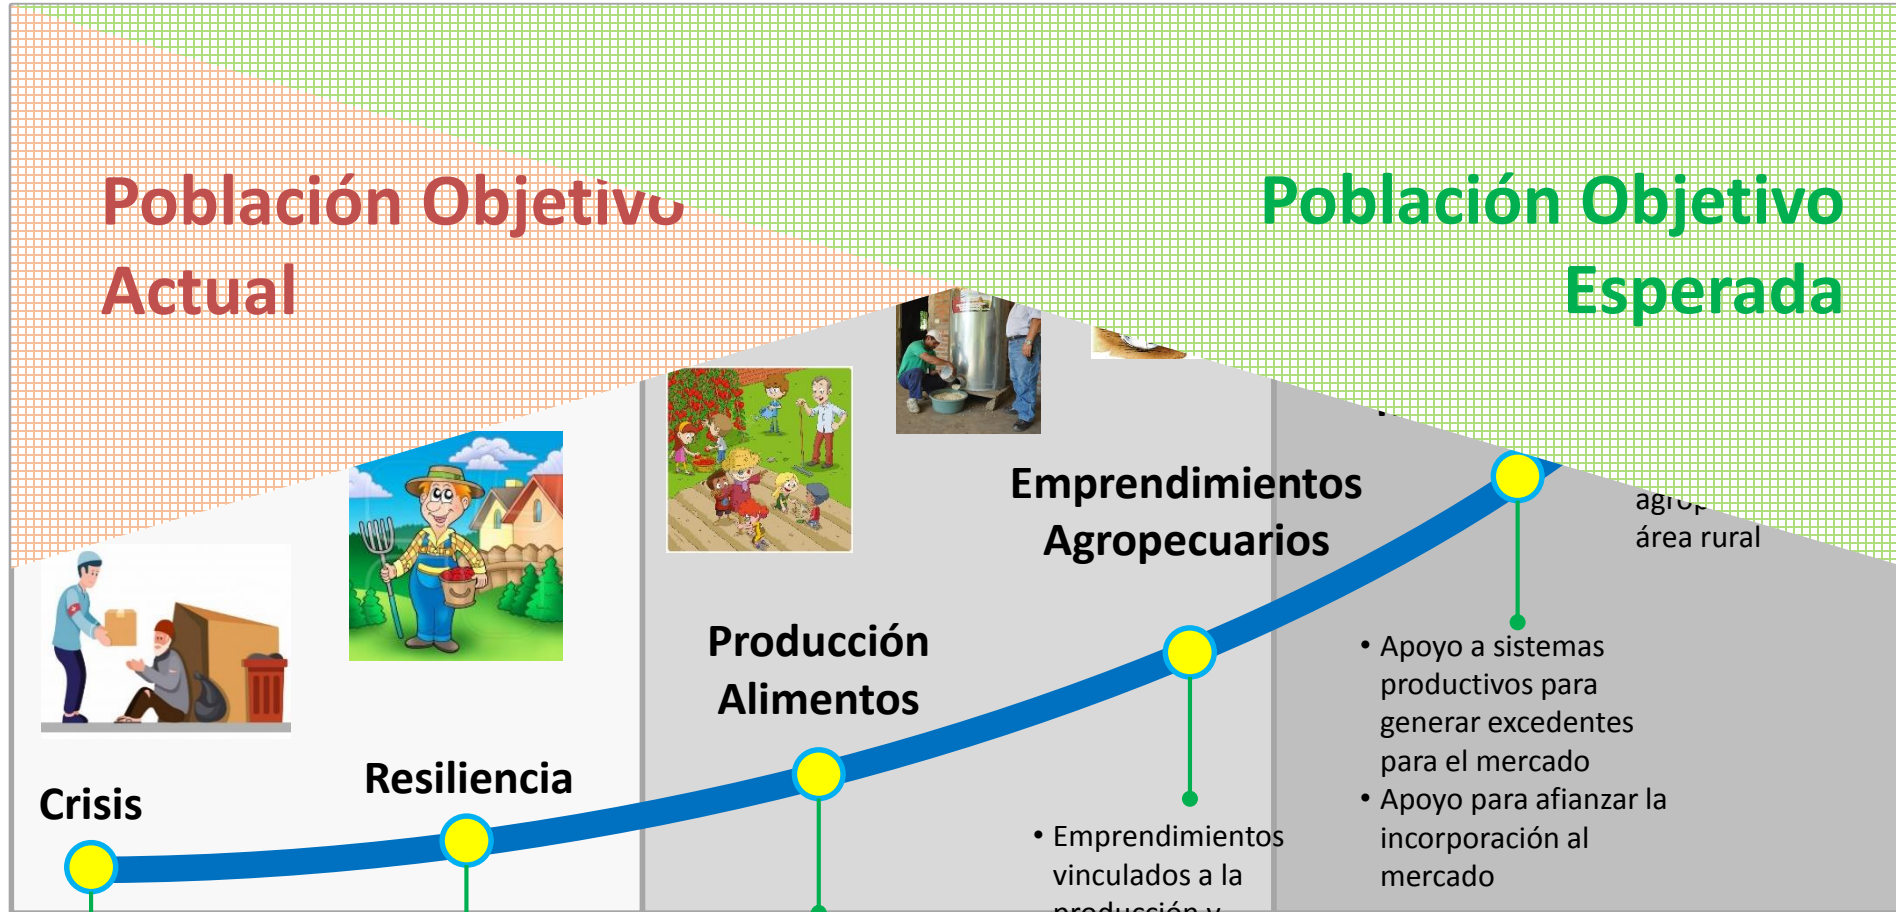 Población Objetivo
Actual
Población Objetivo
Esperada
Crisis
Resiliencia
Producción
Alimentos
Emprendimientos
Agropecuarios
• Emprendimientos
vinculados a la
producción y
• Apoyo a sistemas
productivos para
generar excedentes
para el mercado
• Apoyo para afianzar la
incorporación al
mercado
área rural